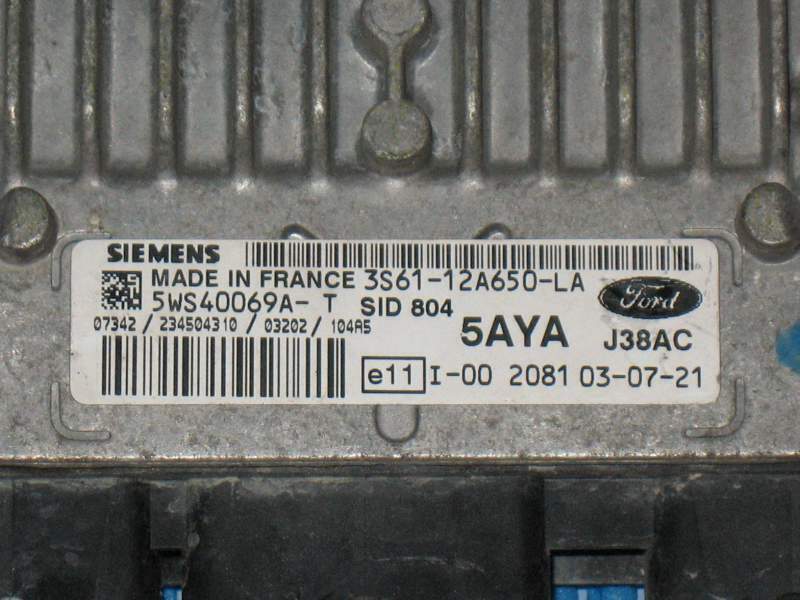 SIEMENS
MADE IN FRANCE 3S61-12A650-LA
5WS40069A- T SID 804
Ford
07342 / 234504310 / 03202 / 104A5
5AYA J38AC
e11 I-00 2081 03-07-21